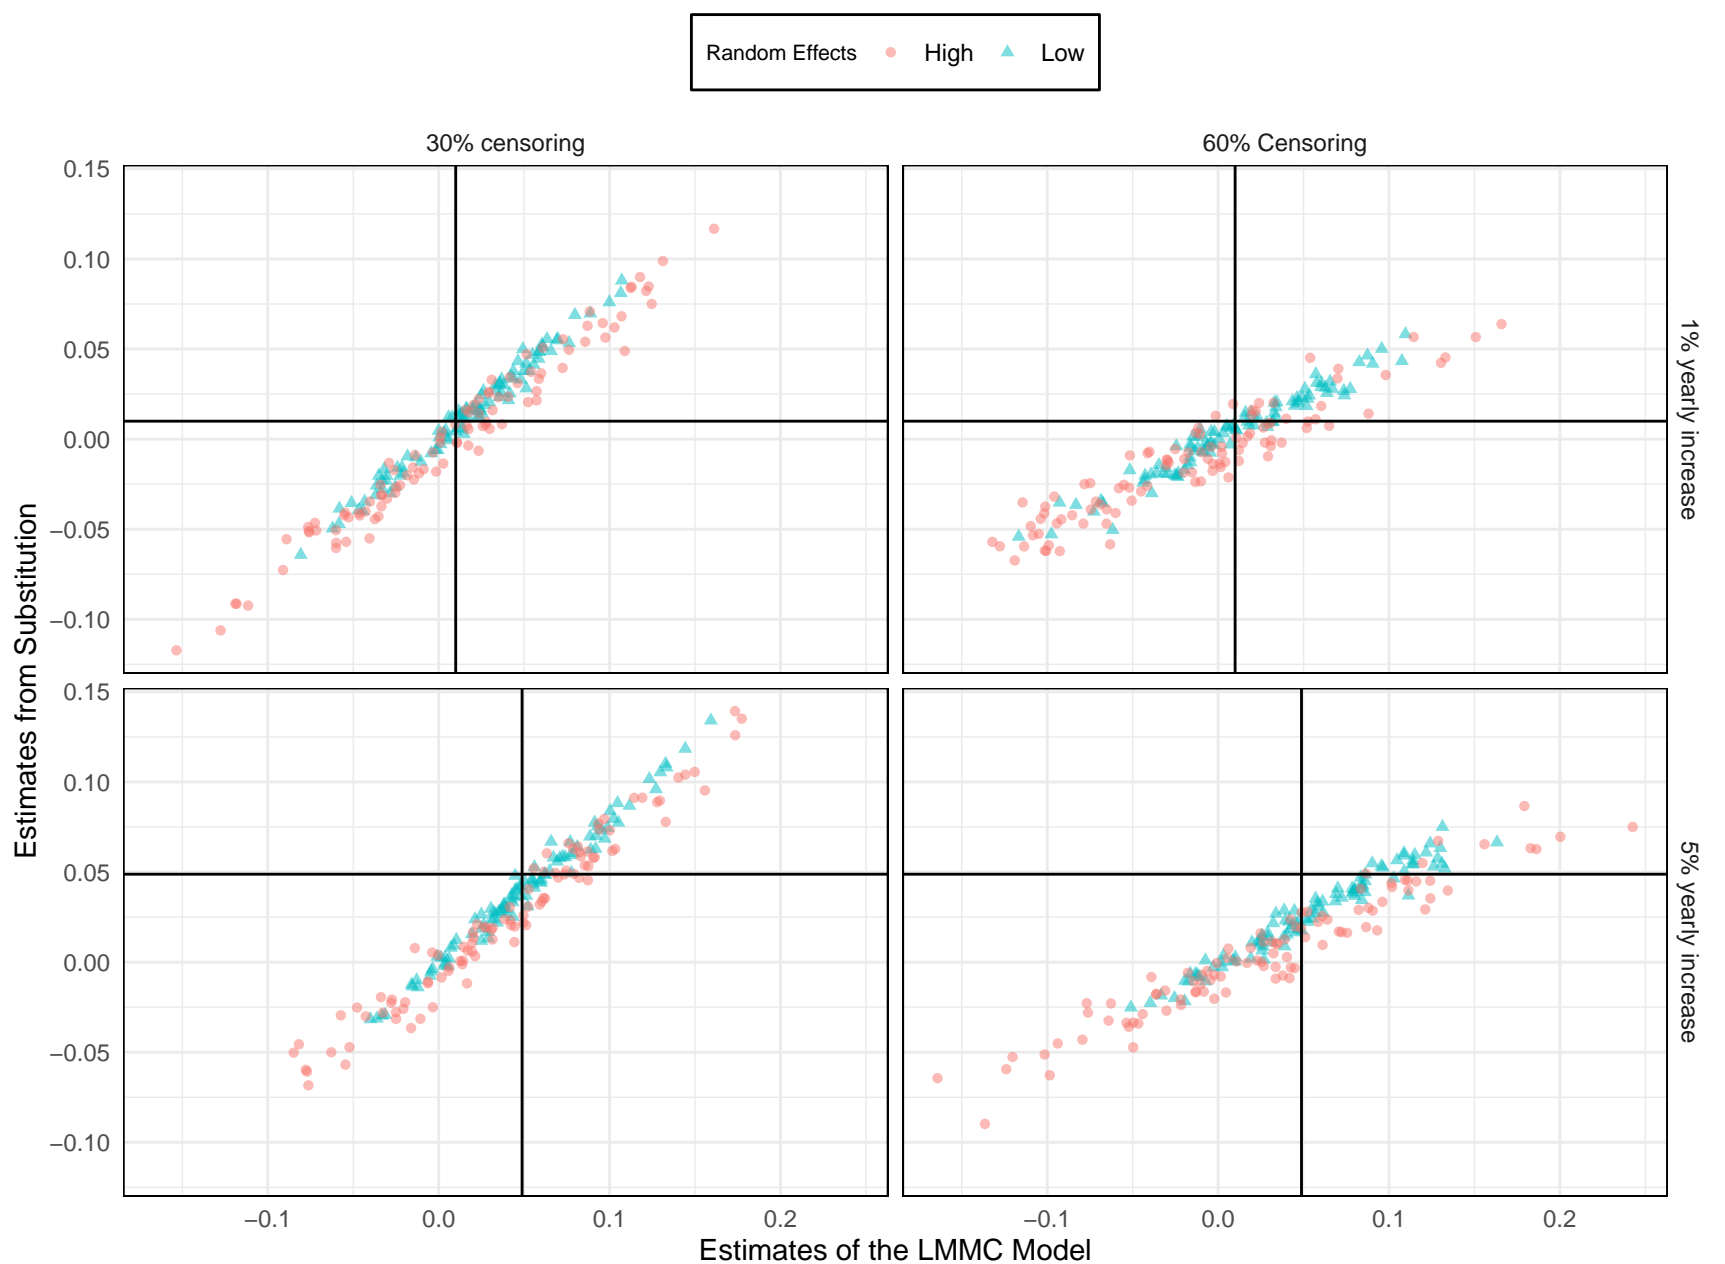 Random Effects High Low
30% censoring 60% Censoring
0.15
0.10
0.05
0.00
−0.05
−0.10
1% yearly increase
0.15
0.10
0.05
0.00
−0.05
−0.10
5% yearly increase
Estimates from Substitution
−0.1 0.0 0.1 0.2 −0.1 0.0 0.1 0.2
Estimates of the LMMC Model